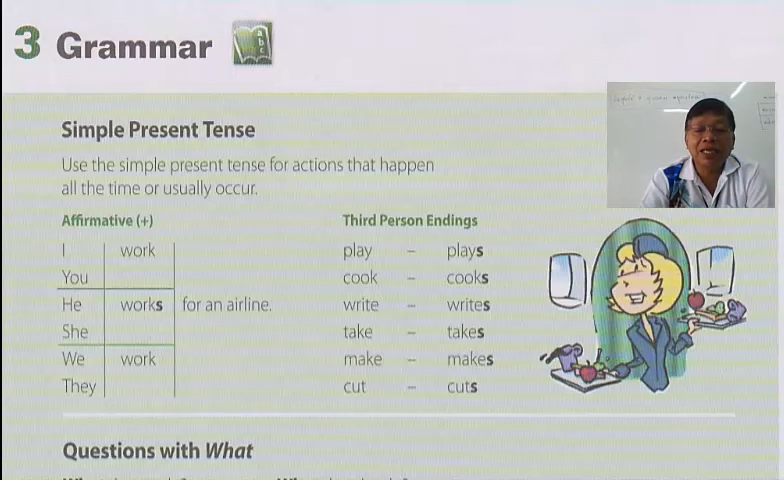 3 Grammar
a
b
c
Simple Present Tense
Use the simple present tense for actions that happen
all the time or usually occur.
Affirmative (+)
I work
You
He works for an airline.
She
We work
They
Third Person Endings
play – plays
cook – cooks
write – writes
take – takes
make – makes
cut – cuts
Questions with What